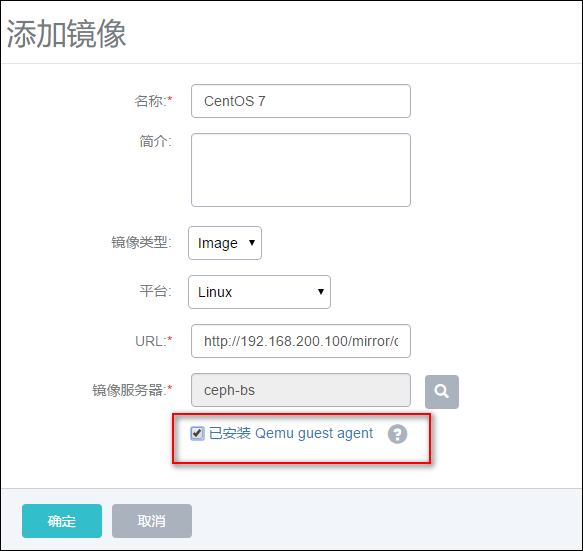 添加镜像
名称:* CentOS 7
简介:
镜像类型: Image
平台: Linux
URL:* http://192.168.200.100/mirror/
镜像服务器:* ceph-bs
已安装 Qemu guest agent ?
确定 取消